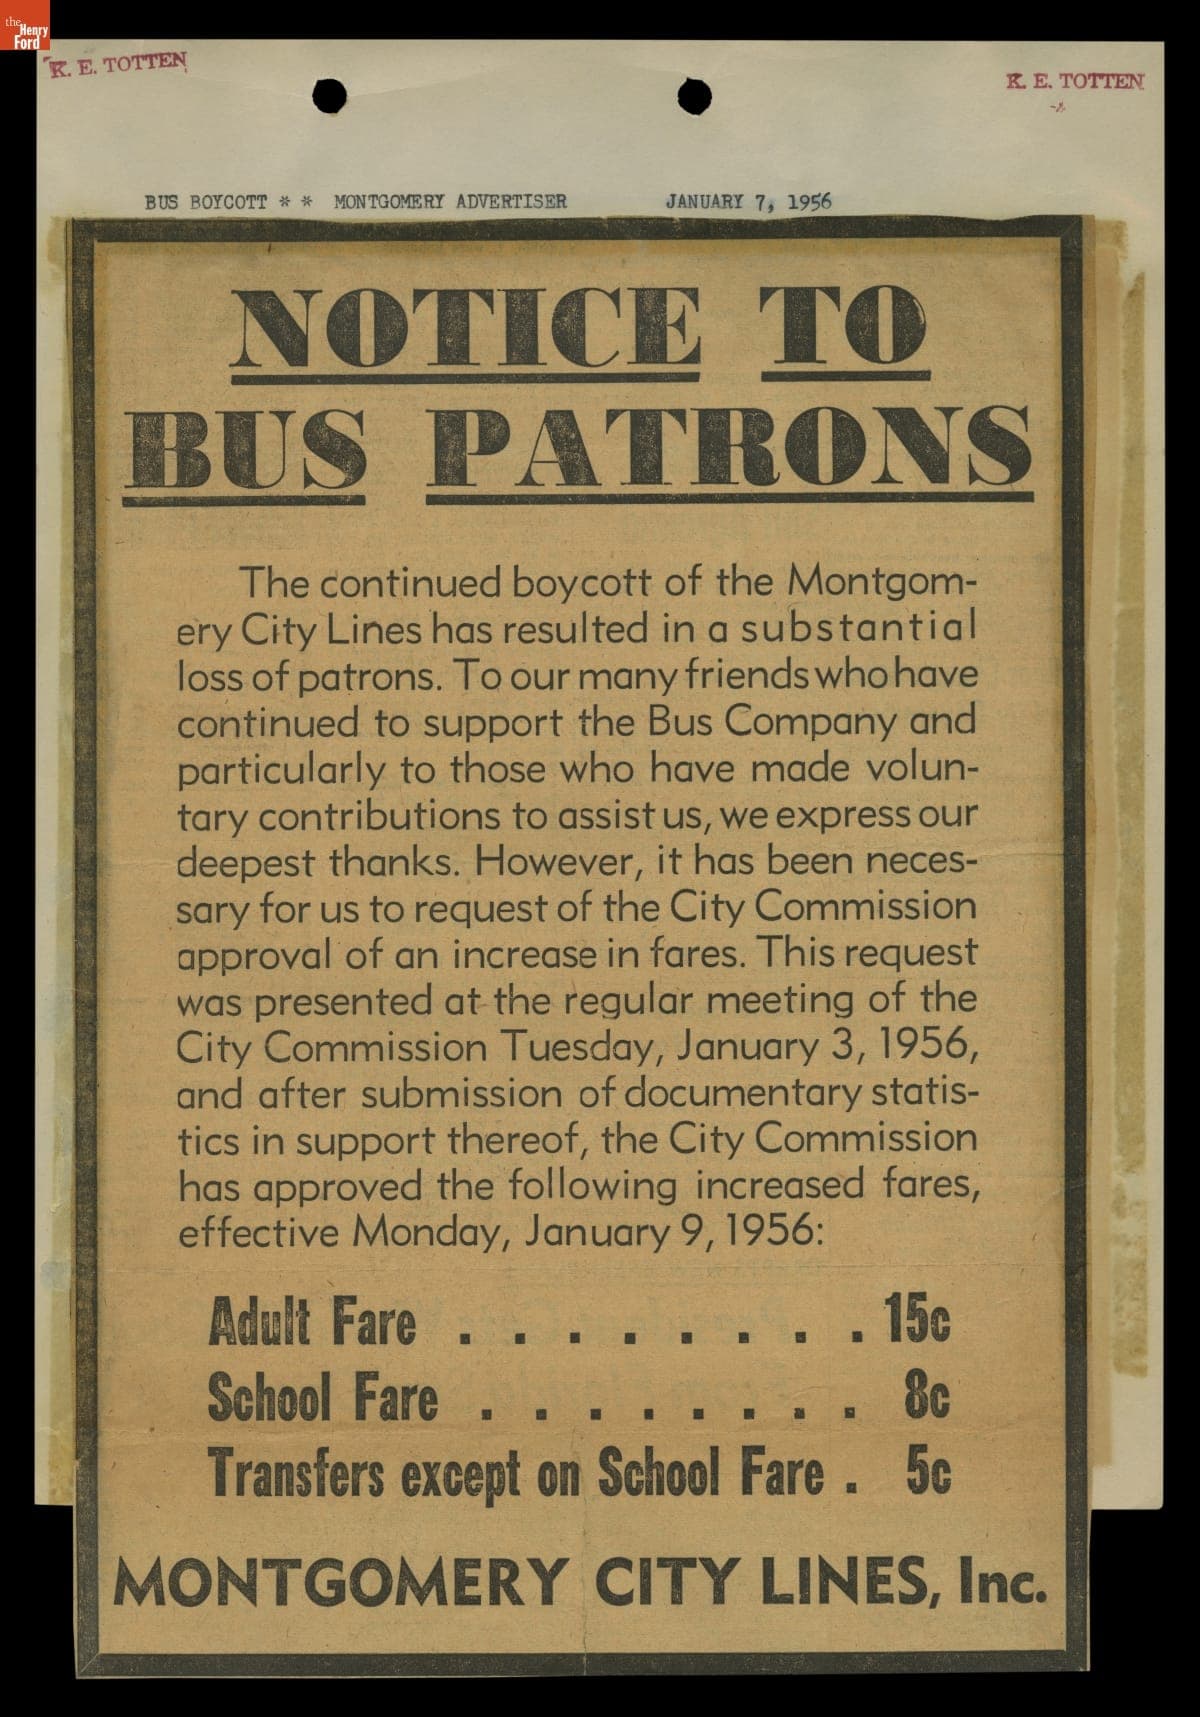 the
Henry
Ford
K. E. TOTTEN
K. E. TOTTEN
BUS BOYCOTT * * MONTGOMERY ADVERTISER JANUARY 7, 1956
NOTICE TO
BUS PATRONS
The continued boycott of the Montgom-
ery City Lines has resulted in a substantial
loss of patrons. To our many friends who have
continued to support the Bus Company and
particularly to those who have made volun-
tary contributions to assist us, we express our
deepest thanks. However, it has been neces-
sary for us to request of the City Commission
approval of an increase in fares. This request
was presented at the regular meeting of the
City Commission Tuesday, January 3, 1956,
and after submission of documentary statis-
tics in support thereof, the City Commission
has approved the following increased fares,
effective Monday, January 9, 1956:
Adult Fare . . . . . . . . . 15c
School Fare . . . . . . . . 8c
Transfers except on School Fare . 5c
MONTGOMERY CITY LINES, Inc.